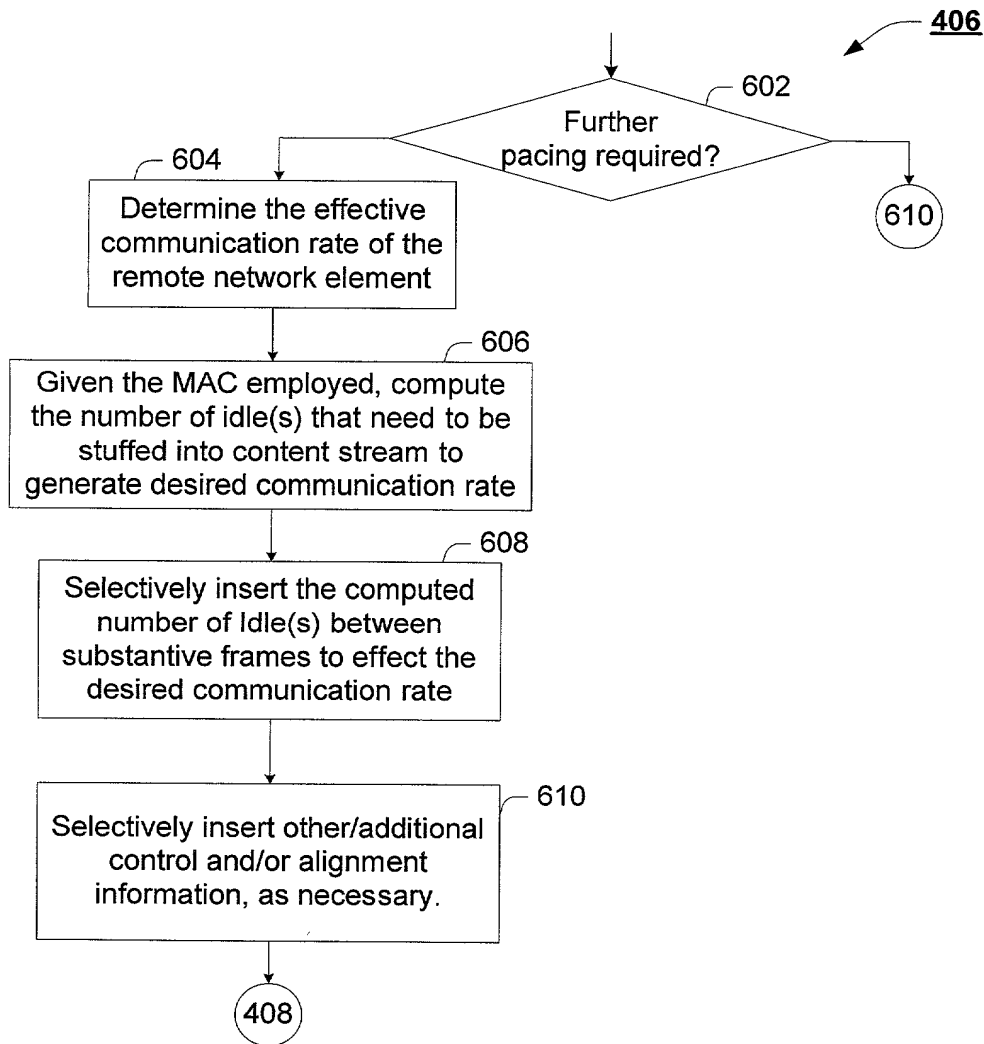 406
602
Further
pacing required?
610
604
Determine the effective
communication rate of the
remote network element
606
Given the MAC employed, compute
the number of idle(s) that need to be
stuffed into content stream to
generate desired communication rate
608
Selectively insert the computed
number of Idle(s) between
substantive frames to effect the
desired communication rate
610
Selectively insert other/additional
control and/or alignment
information, as necessary.
408